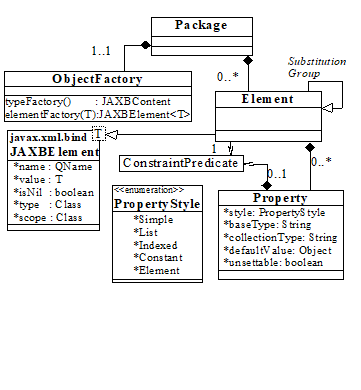 Package
1..1
ObjectFactory
typeFactory() : JAXBContent
elementFactory(T):JAXBElement<T>
0..*
Substitution
Group
Element
javax.xml.bind
T
JAXBElement
*name : QName
*value : T
*isNil : boolean
*type : Class
*scope : Class
1
ConstraintPredicate
0..1
0..*
<<enumeration>>
PropertyStyle
*Simple
*List
*Indexed
*Constant
*Element
Property
*style: PropertyStyle
*baseType: String
*collectionType: String
*defaultValue: Object
*unsettable: boolean